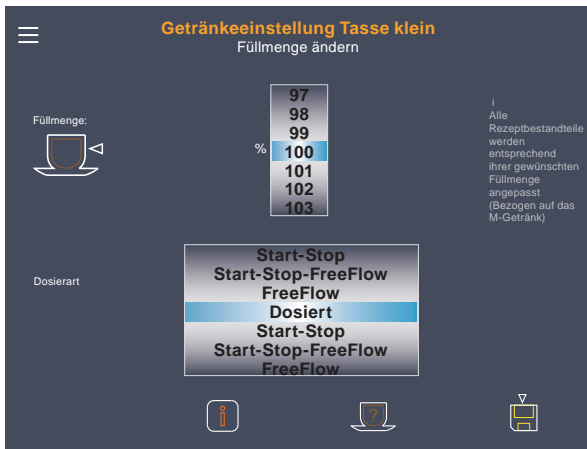 Getränkeeinstellung Tasse klein
Füllmenge ändern
Füllmenge:
%
97
98
99
100
101
102
103
i
Alle
Rezeptbestandteile
werden
entsprechend
ihrer gewünschten
Füllmenge
angepasst
(Bezogen auf das
M-Getränk)
Dosierart
Start-Stop
Start-Stop-FreeFlow
FreeFlow
Dosiert
Start-Stop
Start-Stop-FreeFlow
FreeFlow
i
?